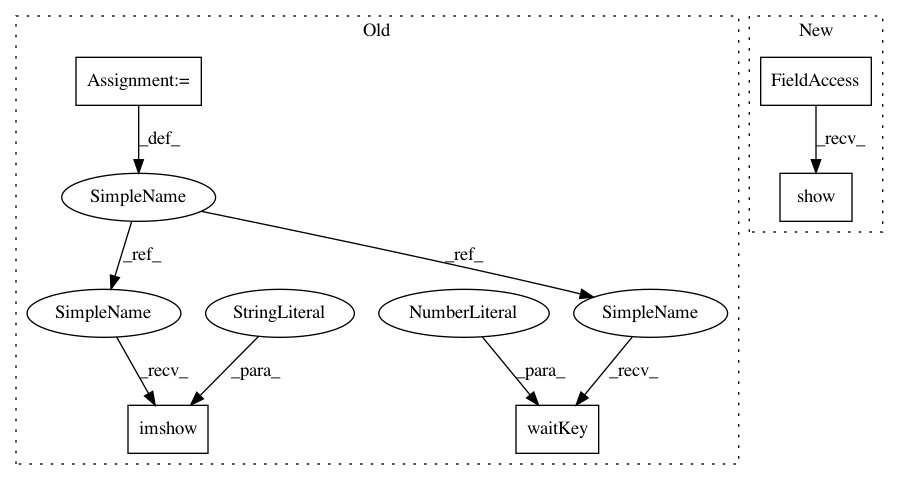 Old
New
Assignment:=
FieldAccess
_def_
_recv_
SimpleName
show
_ref_
_ref_
SimpleName
StringLiteral
NumberLiteral
SimpleName
_recv_
_para_
_para_
_recv_
imshow
waitKey